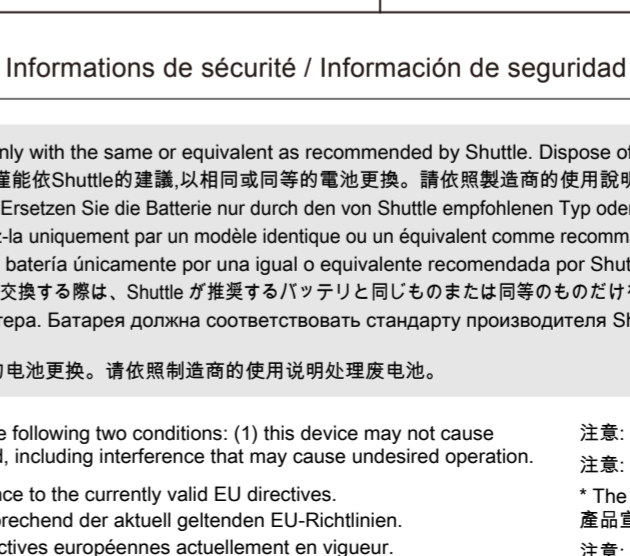 Informations de sécurité / Información de seguridad
nly with the same or equivalent as recommended by Shuttle. Dispose of
僅能依Shuttle的建議,以相同或同等的電池更換。請依照製造商的使用說明
Ersetzen Sie die Batterie nur durch den von Shuttle empfohlenen Typ oder
z-la uniquement par un modèle identique ou un équivalent comme recomm
batería únicamente por una igual o equivalente recomendada por Shut
交換する際は、Shuttle が推奨するバッテリと同じものまたは同等のものだけを
тера. Батарея должна соответствовать стандарту производителя Sh
的电池更换。请依照制造商的使用说明处理废电池。
e following two conditions: (1) this device may not cause
d, including interference that may cause undesired operation.
nce to the currently valid EU directives.
prechend der aktuell geltenden EU-Richtlinien.
ctives européennes actuellement en vigueur.
注意:
注意:
* The
產品宣
注意: